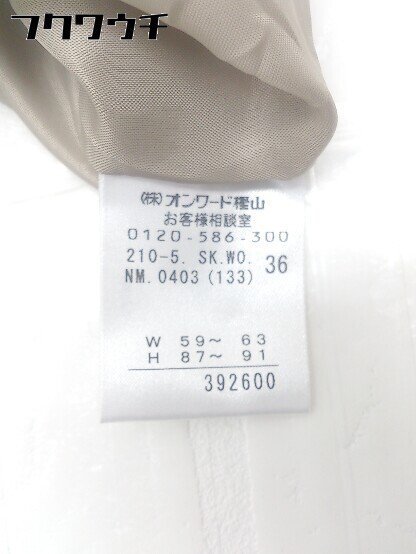 フクワウチ
(株)オンワード樫山
お客様相談室
0120-586-300
210-5. SK.WO. 36
NM.0403(133)
W 59～ 63
H 87～ 91
392600